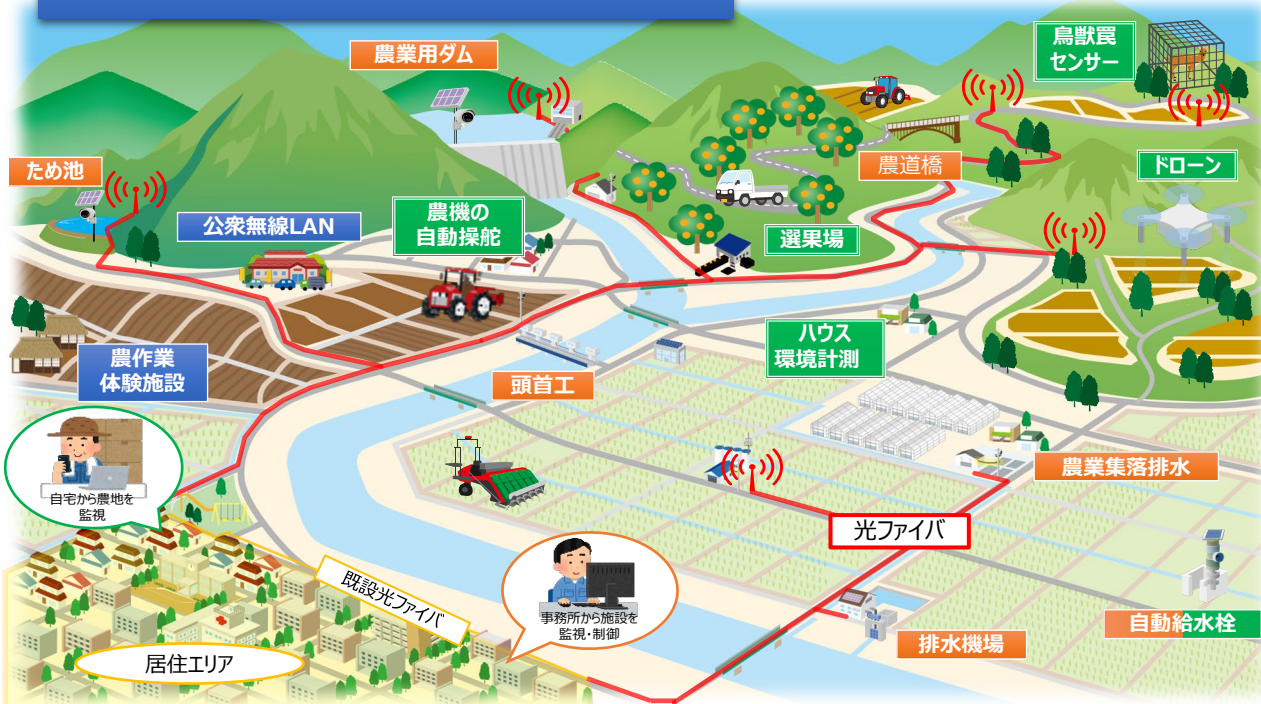 農業用ダム
鳥獣罠
センサー
ため池
農道橋
ドローン
公衆無線LAN
農機の
自動操舵
選果場
ハウス
環境計測
農作業
体験施設
頭首工
自宅から農地を
監視
農業集落排水
光ファイバ
既設光ファイバ
事務所から施設を
監視・制御
自動給水栓
排水機場
居住エリア